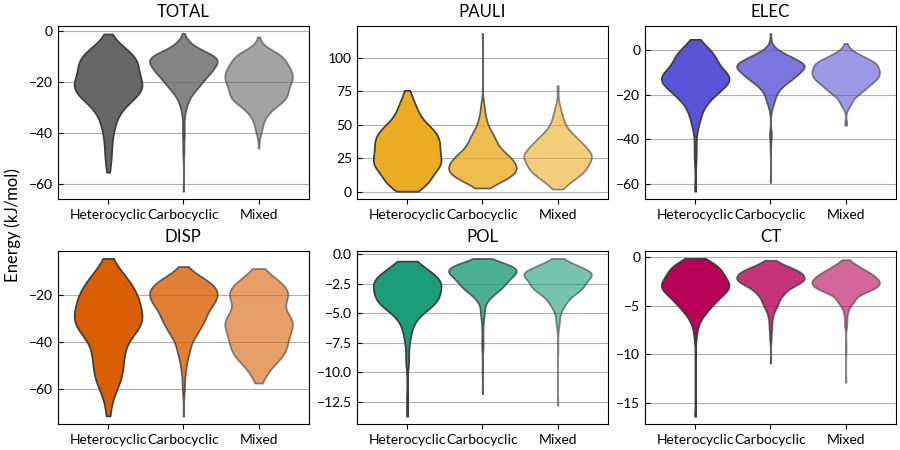 TOTAL PAULI ELEC
0 −20 −40 −60
100 75 50 25 0
0 −20 −40 −60
Heterocyclic Carbocyclic Mixed Heterocyclic Carbocyclic Mixed Heterocyclic Carbocyclic Mixed
Energy (kJ/mol)
DISP POL CT
−20 −40 −60
0.0 −2.5 −5.0 −7.5 −10.0 −12.5
0 −5 −10 −15
Heterocyclic Carbocyclic Mixed Heterocyclic Carbocyclic Mixed Heterocyclic Carbocyclic Mixed